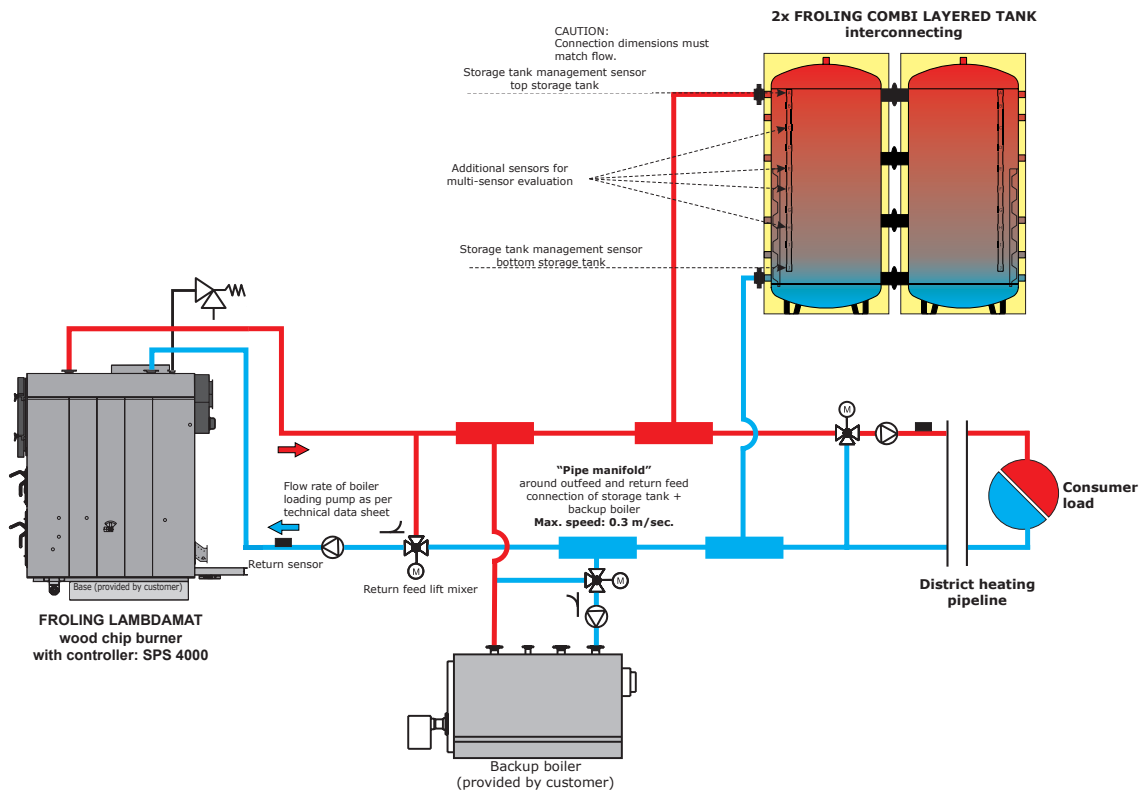 2x FROLING COMBI LAYERED TANK
interconnecting
CAUTION:
Connection dimensions must
match flow.
Storage tank management sensor
top storage tank
Additional sensors for
multi-sensor evaluation
Storage tank management sensor
bottom storage tank
M
"Pipe manifold"
around outfeed and return feed
connection of storage tank +
backup boiler
Max. speed: 0.3 m/sec.
Consumer
load
Flow rate of boiler
loading pump as per
technical data sheet
Return sensor
M
Return feed lift mixer
M
District heating
pipeline
Base (provided by customer)
FROLING LAMBDAMAT
wood chip burner
with controller: SPS 4000
Backup boiler
(provided by customer)